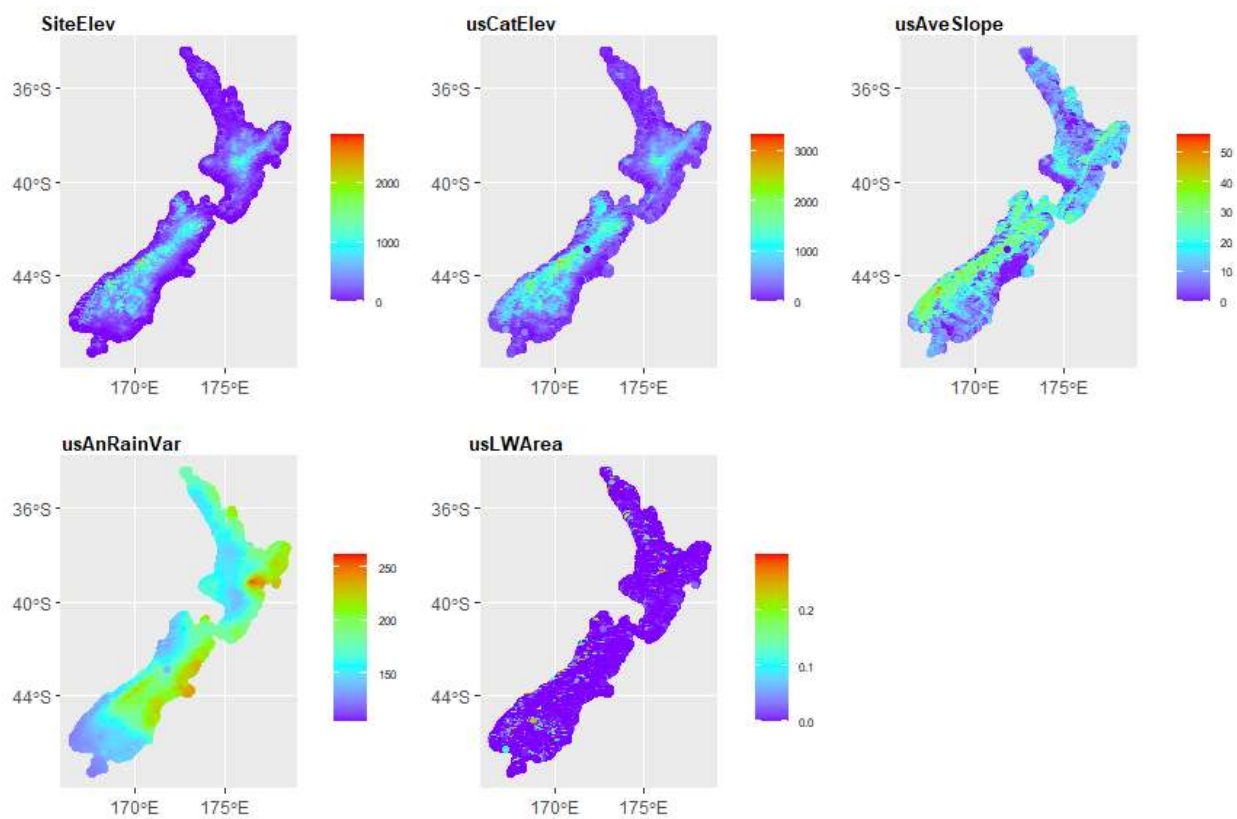 SiteElev
usCatElev
usAveSlope
36°S
40°S
44°S
170°E 175°E
2000
1000
0
36°S
40°S
44°S
170°E 175°E
3000
2000
1000
0
36°S
40°S
44°S
170°E 175°E
50
40
30
20
10
0
usAnRainVar
usLWArea
36°S
40°S
44°S
170°E 175°E
250
200
150
36°S
40°S
44°S
170°E 175°E
0.2
0.1
0.0